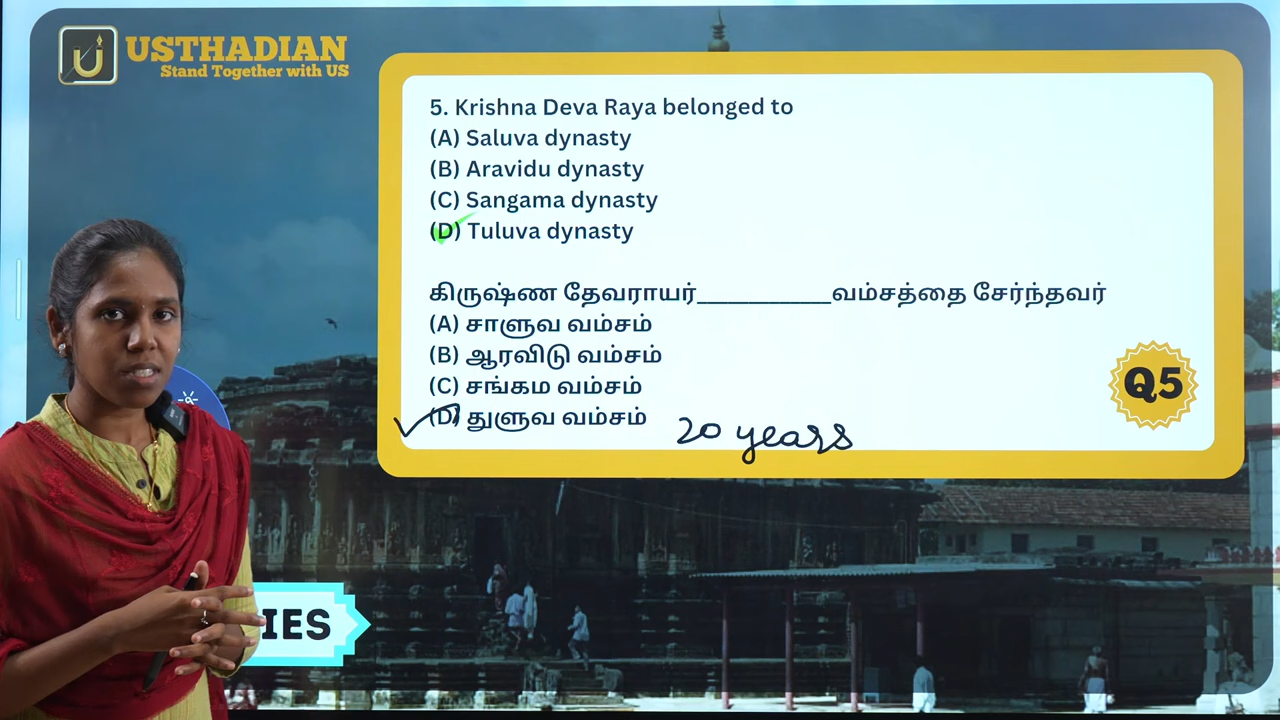 USTHADIAN
Stand Together with US
5. Krishna Deva Raya belonged to
(A) Saluva dynasty
(B) Aravidu dynasty
(C) Sangama dynasty
(D) Tuluva dynasty
கிருஷ்ண தேவராயர்____________வம்சத்தை சேர்ந்தவர்
(A) சாளுவ வம்சம்
(B) ஆரவிடு வம்சம்
(C) சங்கம வம்சம்
(D) துளுவ வம்சம்
20 years
Q5
IES